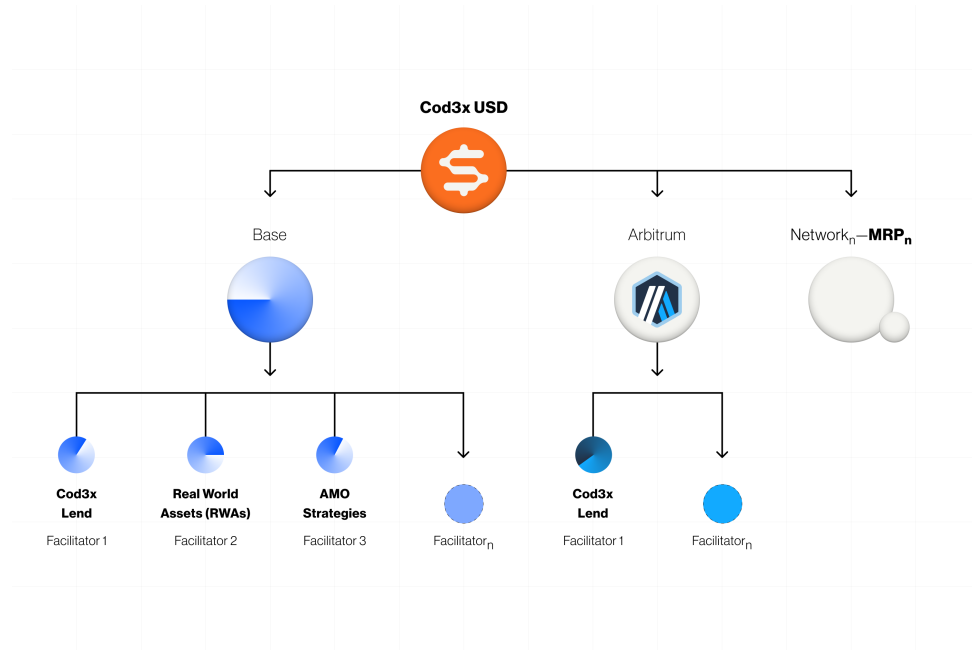 Cod3x USD
Base
Arbitrum
Networkₙ—MRPₙ
Cod3x
Lend
Facilitator 1
Real World
Assets (RWAs)
Facilitator 2
AMO
Strategies
Facilitator 3
Facilitatorₙ
Cod3x
Lend
Facilitator 1
Facilitatorₙ